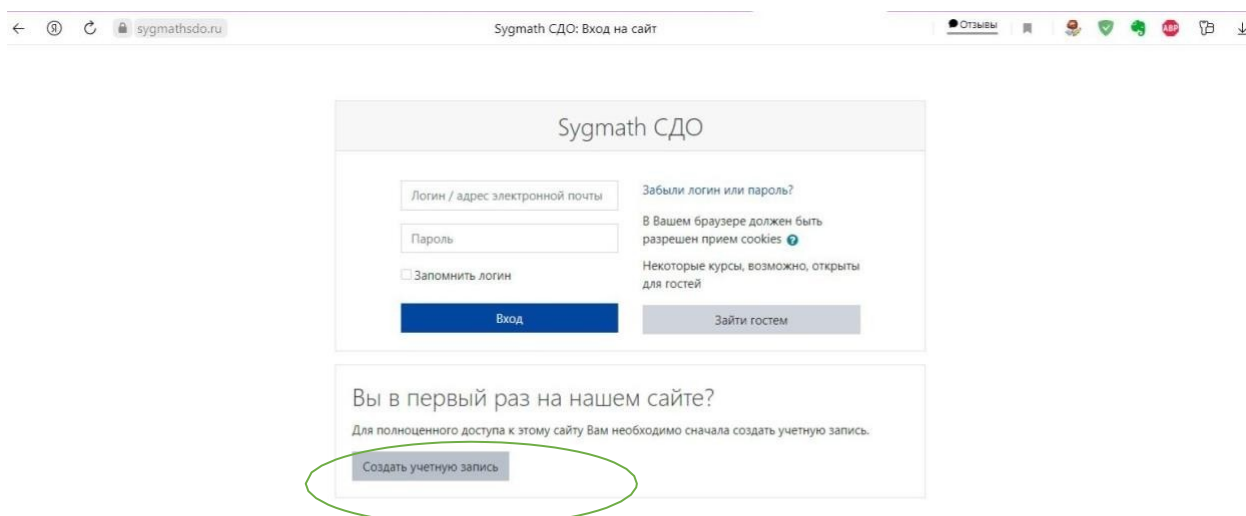 sygmathsdo.ru
Sygmath СДО: Вход на сайт
Отзывы
ABP
Sygmath СДО
Логин / адрес электронной почты
Пароль
Запомнить логин
Вход
Забыли логин или пароль?
В Вашем браузере должен быть
разрешен прием cookies ?
Некоторые курсы, возможно, открыты
для гостей
Зайти гостем
Вы в первый раз на нашем сайте?
Для полноценного доступа к этому сайту Вам необходимо сначала создать учетную запись.
Создать учетную запись